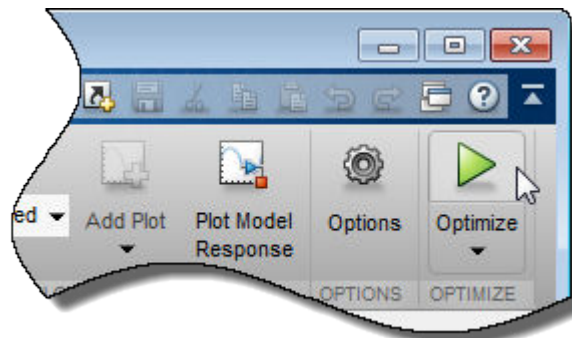 ed
Add Plot
Plot Model
Response
Options
Optimize
OPTIONS
OPTIMIZE